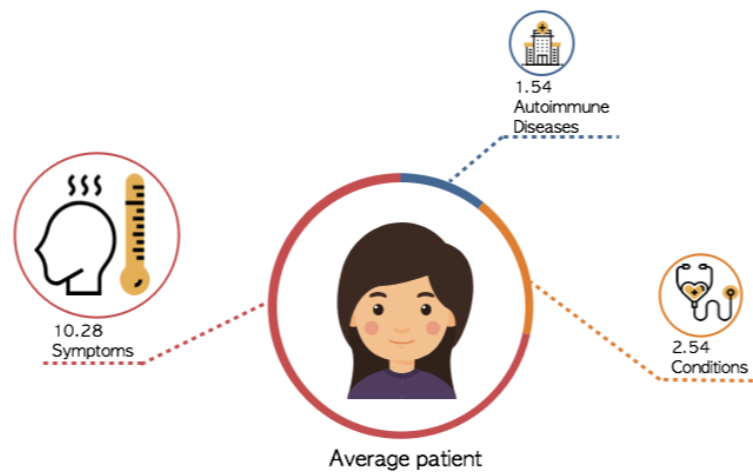 1.54
Autoimmune
Diseases
10.28
Symptoms
2.54
Conditions
Average patient